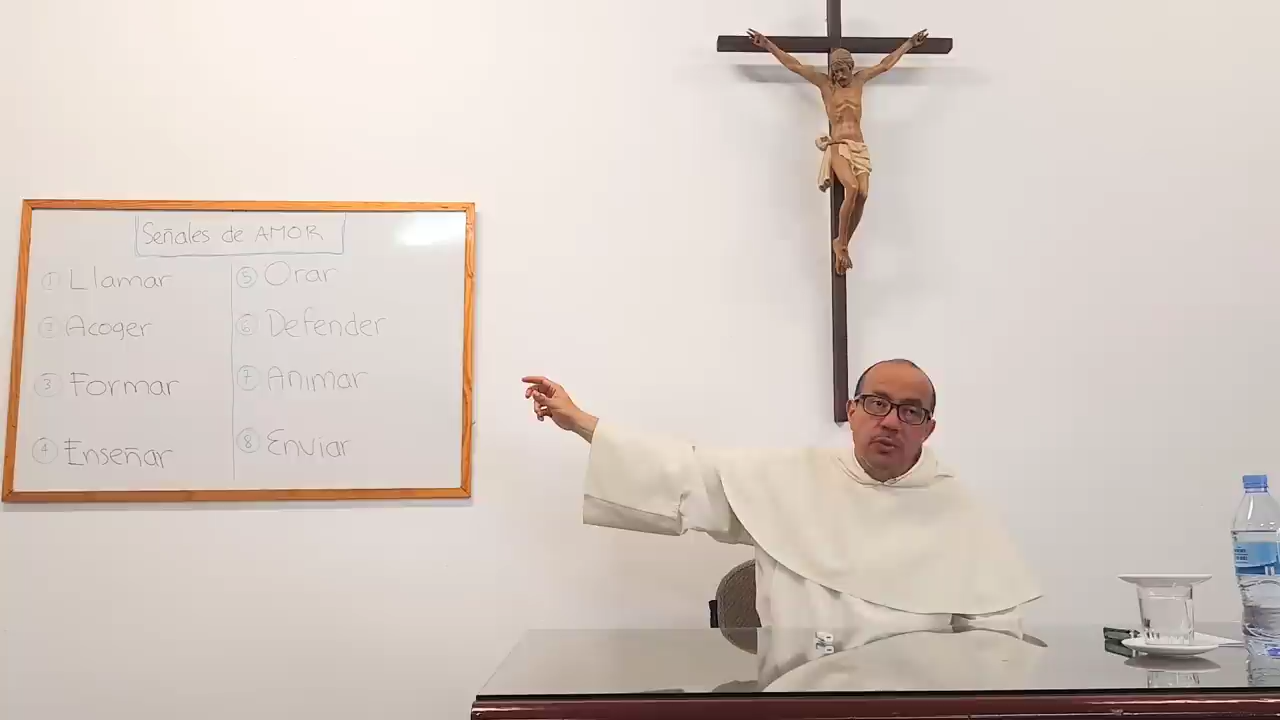 Señales de AMOR
① Llamar
② Acoger
③ Formar
④ Enseñar
⑤ Orar
⑥ Defender
⑦ Animar
⑧ Enviar